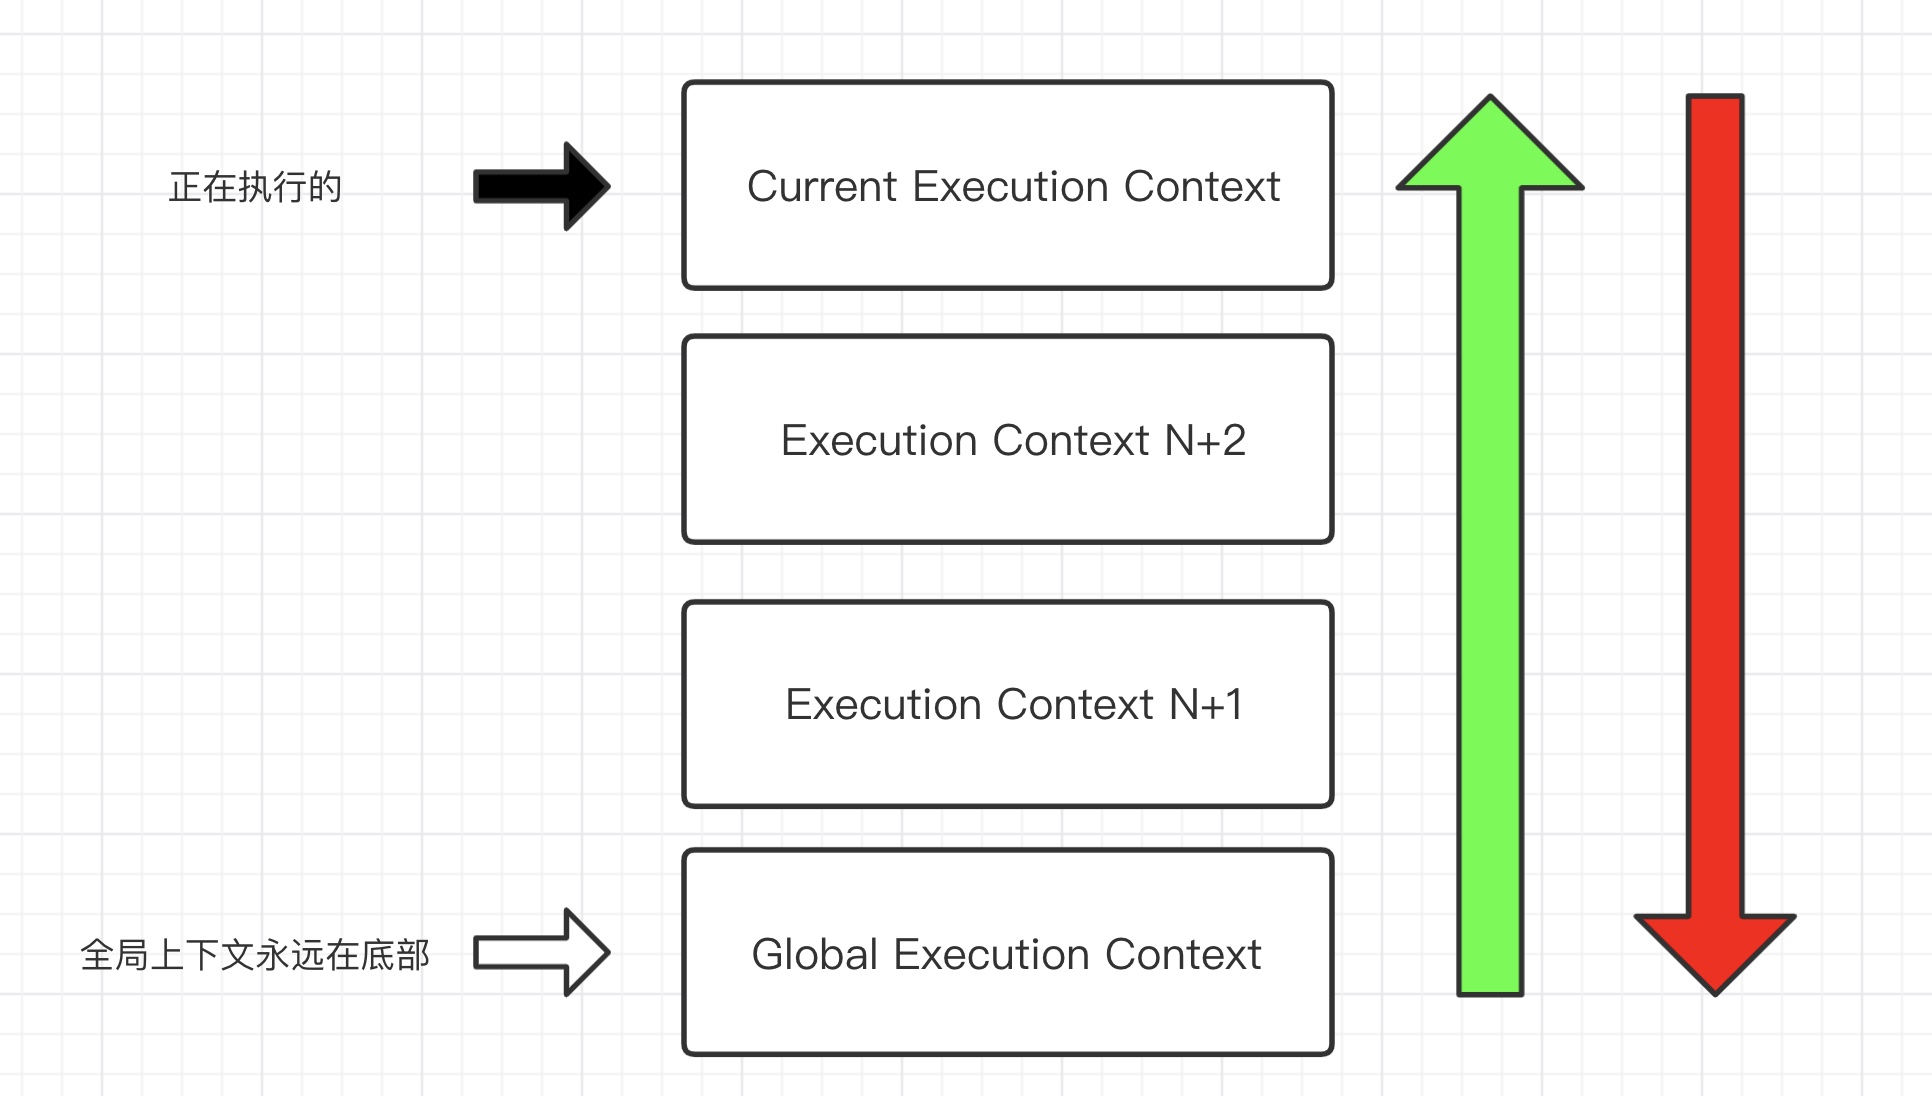 正在执行的
Current Execution Context
Execution Context N+2
Execution Context N+1
全局上下文永远在底部
Global Execution Context